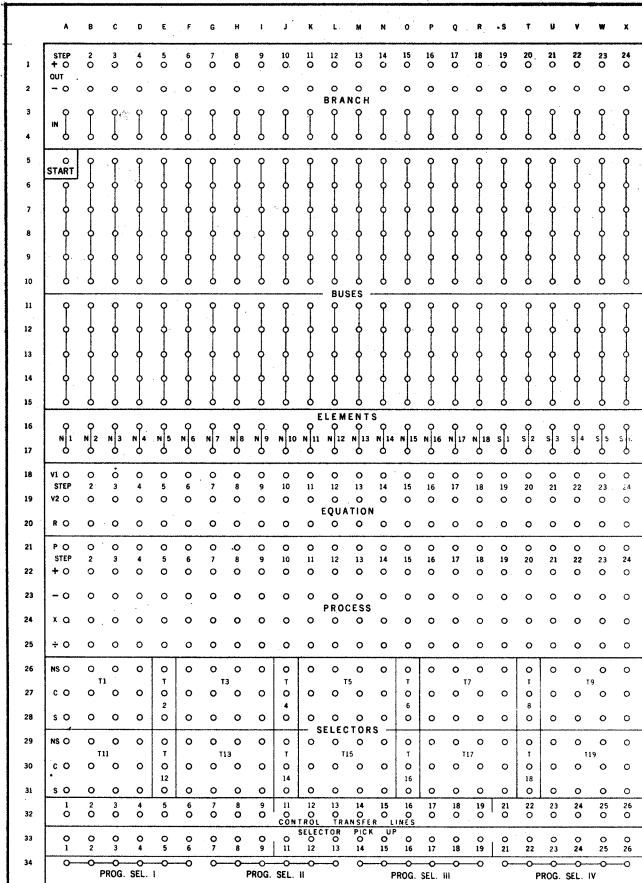 A B C D E F G H I J K L M N O P Q R S T U V W X
STEP 2 3 4 5 6 7 8 9 10 11 12 13 14 15 16 17 18 19 20 21 22 23 24
1 +
OUT
2 −
BRANCH
3
IN
4
5
START
6
7
8
9
10
BUSES
11
12
13
14
15
ELEMENTS
16
N 1 N 2 N 3 N 4 N 5 N 6 N 7 N 8 N 9 N 10 N 11 N 12 N 13 N 14 N 15 N 16 N 17 N 18 S 1 S 2 S 3 S 4 S 5 S
17
18 V1
STEP 2 3 4 5 6 7 8 9 10 11 12 13 14 15 16 17 18 19 20 21 22 23 24
19 V2
EQUATION
20 R
21 P
STEP 2 3 4 5 6 7 8 9 10 11 12 13 14 15 16 17 18 19 20 21 22 23 24
22 +
23 −
PROCESS
24 X
25 ÷
26 NS
T1 T T3 T T5 T T7 T T9
27 C
2 4 6 8
28 S
SELECTORS
29 NS
T11 T T13 T T15 T T17 T T19
30 C
12 14 16 18
31 S
1 2 3 4 5 6 7 8 9 11 12 13 14 15 16 17 18 19 21 22 23 24 25 26
32
CONTROL TRANSFER LINES
SELECTOR PICK UP
33
1 2 3 4 5 6 7 8 9 11 12 13 14 15 16 17 18 19 21 22 23 24 25 26
34
PROG. SEL. I PROG. SEL. II PROG. SEL. III PROG. SEL. IV